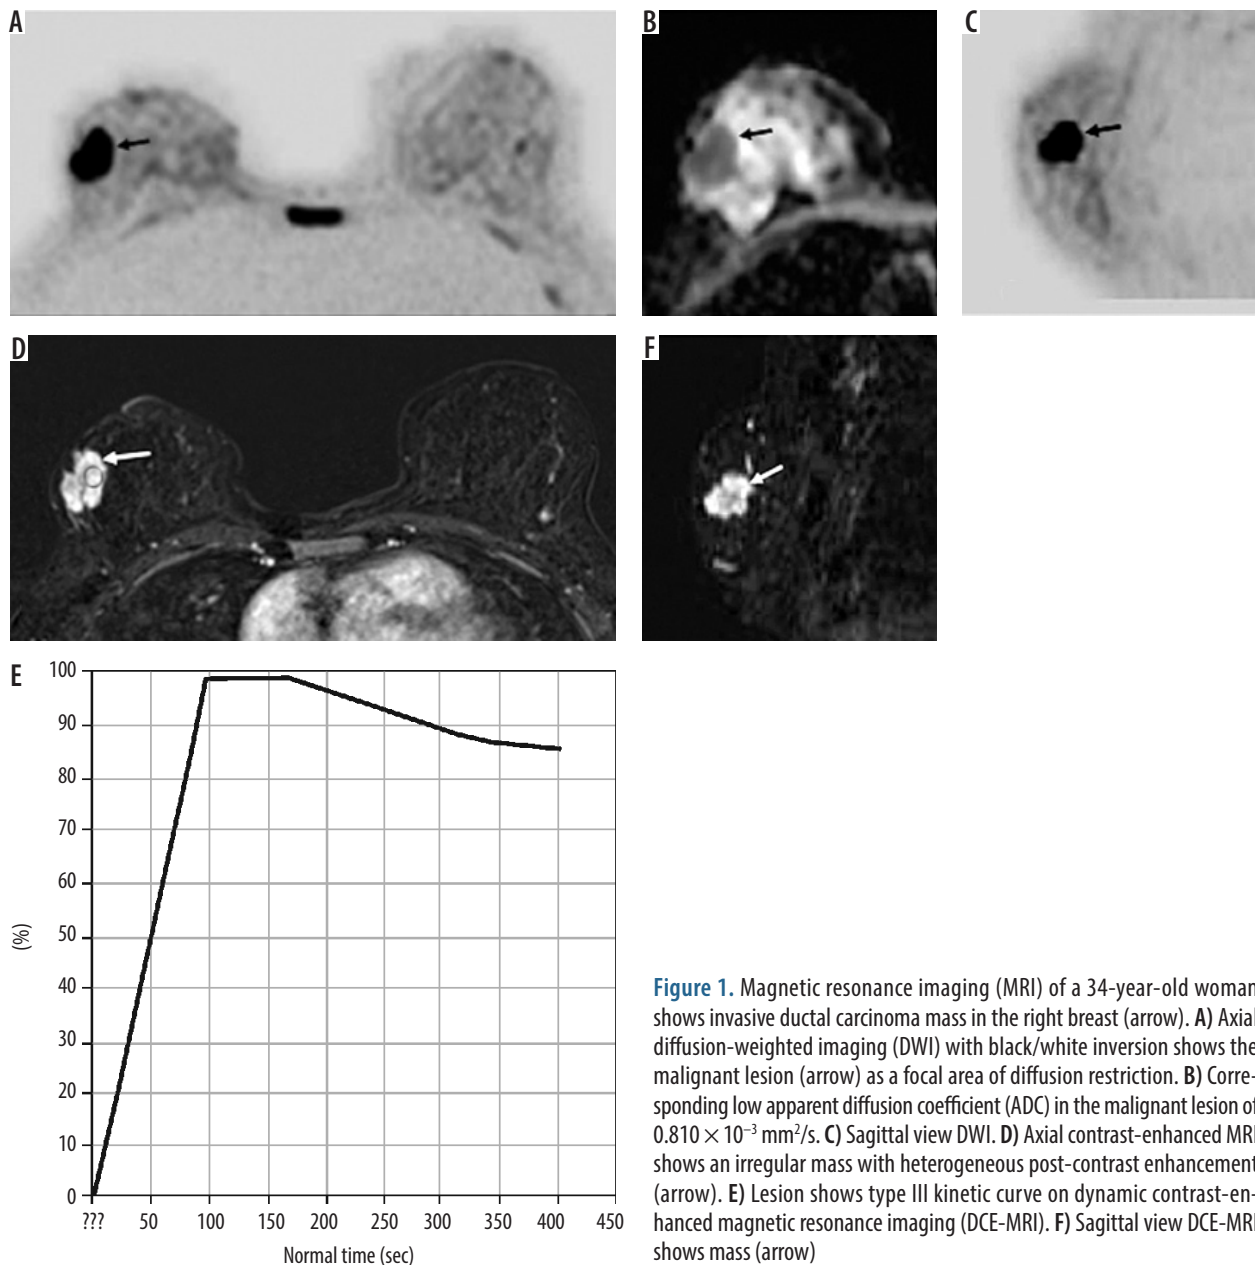 A
B
C
D
F
E
100
90
80
70
60
50
40
30
20
10
0
(%)
??? 50 100 150 200 250 300 350 400 450
Normal time (sec)
Figure 1. Magnetic resonance imaging (MRI) of a 34-year-old woman
shows invasive ductal carcinoma mass in the right breast (arrow). A) Axial
diffusion-weighted imaging (DWI) with black/white inversion shows the
malignant lesion (arrow) as a focal area of diffusion restriction. B) Corre-
sponding low apparent diffusion coefficient (ADC) in the malignant lesion of
0.810 × 10⁻³ mm²/s. C) Sagittal view DWI. D) Axial contrast-enhanced MRI
shows an irregular mass with heterogeneous post-contrast enhancement
(arrow). E) Lesion shows type III kinetic curve on dynamic contrast-en-
hanced magnetic resonance imaging (DCE-MRI). F) Sagittal view DCE-MRI
shows mass (arrow)